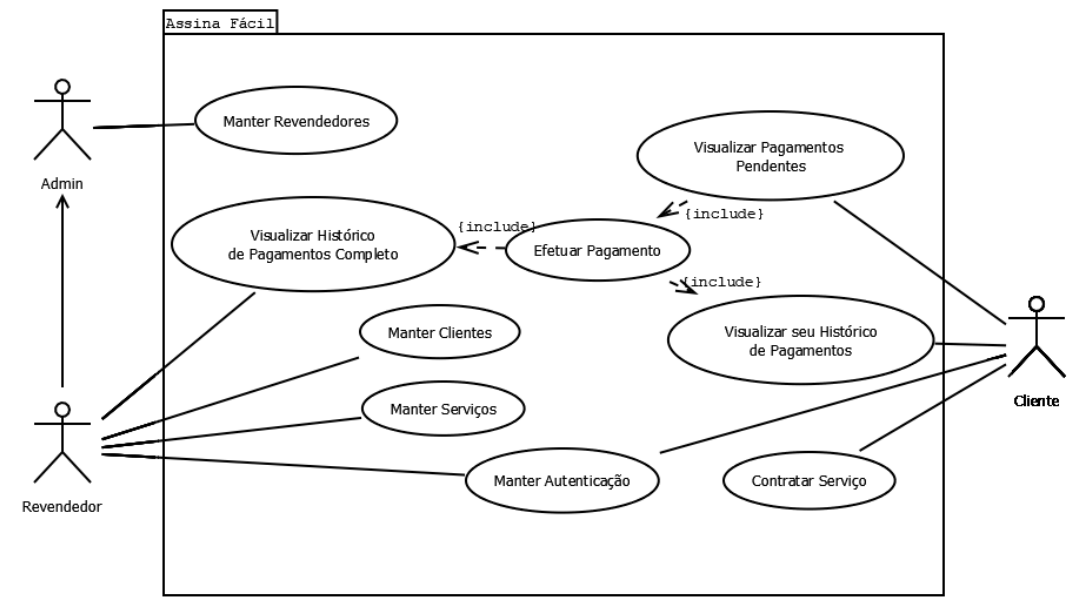 Assina Fácil
Manter Revendedores
Visualizar Pagamentos
Pendentes
Admin
{include}
{include}
Visualizar Histórico
de Pagamentos Completo
Efetuar Pagamento
{include}
Manter Clientes
Visualizar seu Histórico
de Pagamentos
Cliente
Manter Serviços
Manter Autenticação
Contratar Serviço
Revendedor